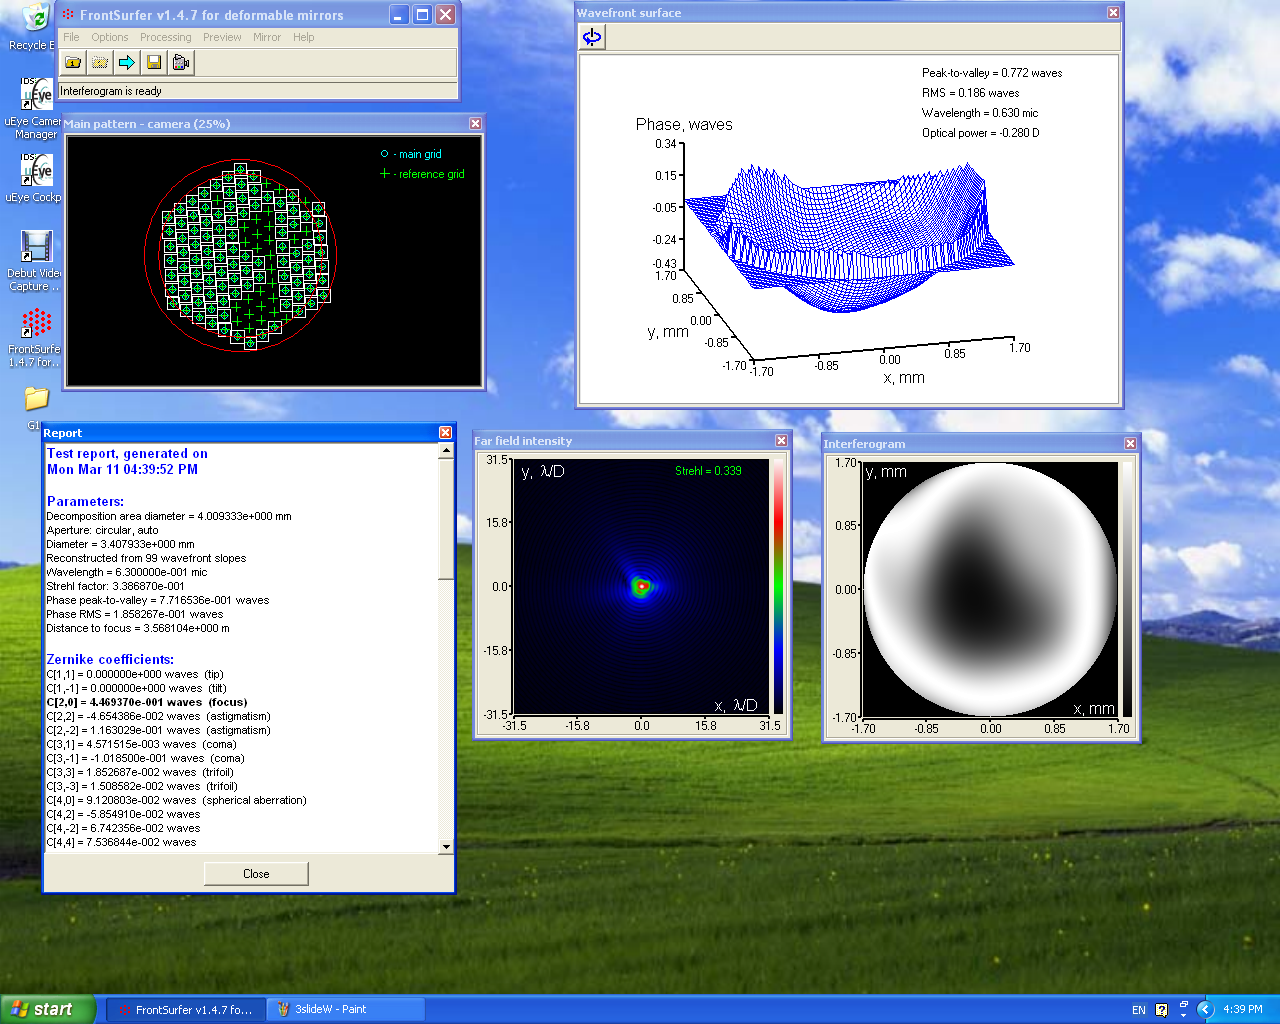 FrontSurfer v1.4.7 for deformable mirrors
File Options Processing Preview Mirror Help
Interferogram is ready
Recycle B
IDS:
uEye
uEye Camera
Manager
IDS:
uEye
uEye Cockp
Debut Vide
Capture ...
FrontSurfe
1.4.7 for...
G1
Main pattern - camera (25%)
- main grid
- reference grid
Wavefront surface
Peak-to-valley = 0.772 waves
RMS = 0.186 waves
Wavelength = 0.630 mic
Optical power = -0.280 D
Phase, waves
0.34
0.15
-0.05
-0.24
-0.43
1.70
0.85
0.00
-0.85
-1.70
y, mm
-1.70
-0.85
0.00
0.85
1.70
x, mm
Report
Test report, generated on
Mon Mar 11 04:39:52 PM
Parameters:
Decomposition area diameter = 4.009333e+000 mm
Aperture: circular, auto
Diameter = 3.407933e+000 mm
Reconstructed from 99 wavefront slopes
Wavelength = 6.300000e-001 mic
Strehl factor: 3.386870e-001
Phase peak-to-valley = 7.716536e-001 waves
Phase RMS = 1.858267e-001 waves
Distance to focus = 3.568104e+000 m
Zernike coefficients:
C[1,1] = 0.000000e+000 waves (tip)
C[1,-1] = 0.000000e+000 waves (tilt)
C[2,0] = 4.469370e-001 waves (focus)
C[2,2] = -4.654386e-002 waves (astigmatism)
C[2,-2] = 1.163029e-001 waves (astigmatism)
C[3,1] = 4.571515e-003 waves (coma)
C[3,-1] = -1.018500e-001 waves (coma)
C[3,3] = 1.852687e-002 waves (trifoil)
C[3,-3] = 1.508582e-002 waves (trifoil)
C[4,0] = 9.120803e-002 waves (spherical aberration)
C[4,2] = -5.854910e-002 waves
C[4,-2] = 6.742356e-002 waves
C[4,4] = 7.536844e-002 waves
Close
Far field intensity
31.5
15.8
0.0
-15.8
-31.5
y, λ/D
Strehl = 0.339
x, λ/D
-31.5 -15.8 0.0 15.8 31.5
Interferogram
1.70
0.85
0.00
-0.85
-1.70
y, mm
x, mm
-1.70 -0.85 0.00 0.85 1.70
start
FrontSurfer v1.4.7 fo...
3slideW - Paint
EN
4:39 PM